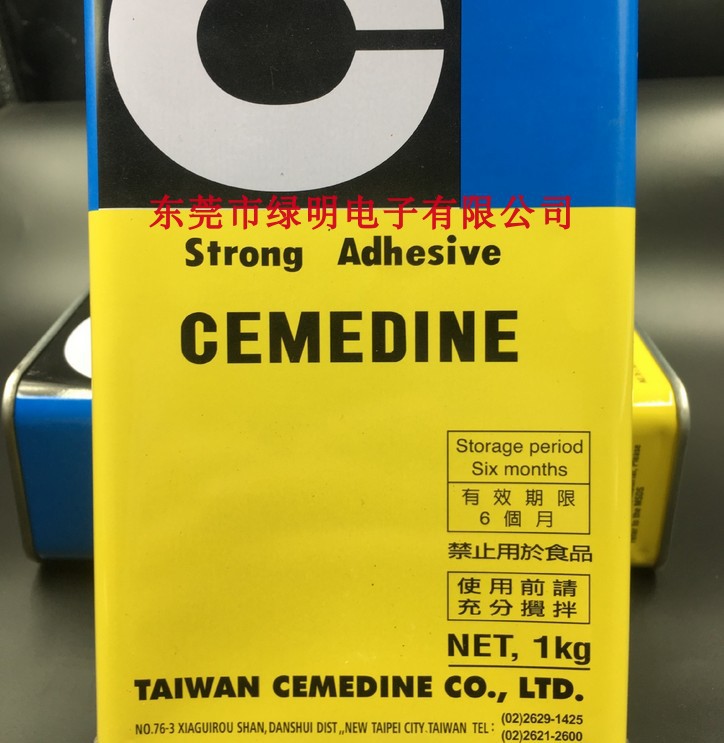 东莞市绿明电子有限公司
Strong Adhesive
CEMEDINE
Storage period
Six months
有效期限
6個月
禁止用於食品
使用前請
充分攪拌
NET, 1kg
TAIWAN CEMEDINE CO., LTD.
NO.76-3 XIAGUIROU SHAN,DANSHUI DIST.,NEW TAIPEI CITY.TAIWAN TEL: (02)2629-1425
(02)2621-2600